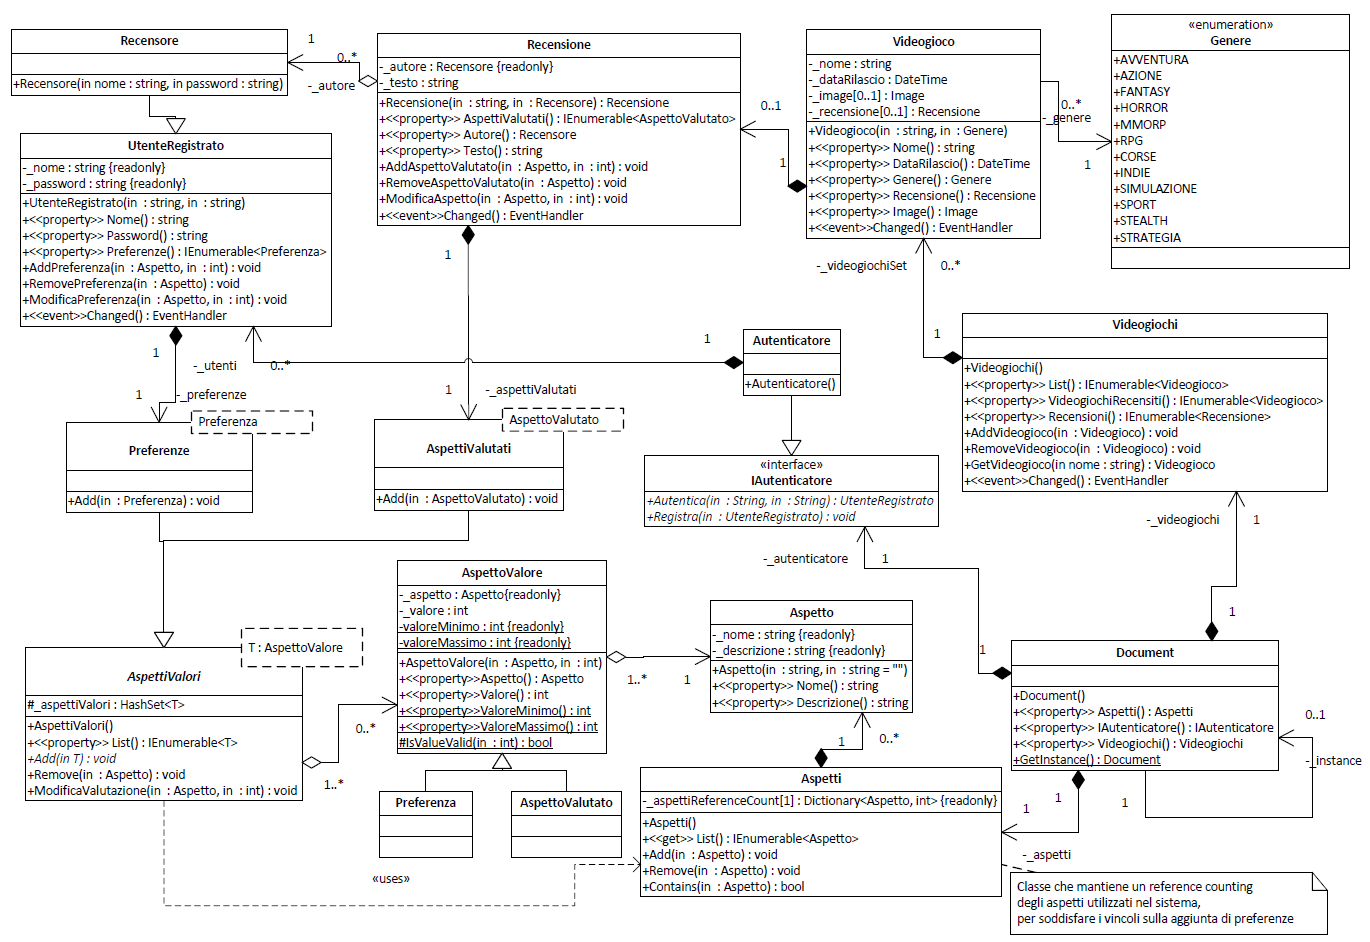 Recensore
+Recensore(in nome : string, in password : string)
1
0..*
-_autore
Recensione
-_autore : Recensore {readonly}
-_testo : string
+Recensione(in : string, in : Recensore) : Recensione
+<<property>> AspettiValutati() : IEnumerable<AspettoValutato>
+<<property>> Autore() : Recensore
+<<property>> Testo() : string
+AddAspettoValutato(in : Aspetto, in : int) : void
+RemoveAspettoValutato(in : Aspetto) : void
+ModificaAspetto(in : Aspetto, in : int) : void
+<<event>>Changed() : EventHandler
0..1
1
Videogioco
-_nome : string
-_dataRilascio : DateTime
-_image[0..1] : Image
-_recensione[0..1] : Recensione
+Videogioco(in : string, in : Genere)
+<<property>> Nome() : string
+<<property>> DataRilascio() : DateTime
+<<property>> Genere() : Genere
+<<property>> Recensione() : Recensione
+<<property>> Image() : Image
+<<event>>Changed() : EventHandler
0..*
-_genere
1
«enumeration»
Genere
+AVVENTURA
+AZIONE
+FANTASY
+HORROR
+MMORP
+RPG
+CORSE
+INDIE
+SIMULAZIONE
+SPORT
+STEALTH
+STRATEGIA
UtenteRegistrato
-_nome : string {readonly}
-_password : string {readonly}
+UtenteRegistrato(in : string, in : string)
+<<property>> Nome() : string
+<<property>> Password() : string
+<<property>> Preferenze() : IEnumerable<Preferenza>
+AddPreferenza(in : Aspetto, in : int) : void
+RemovePreferenza(in : Aspetto) : void
+ModificaPreferenza(in : Aspetto, in : int) : void
+<<event>>Changed() : EventHandler
1
-_videogiochiSet
0..*
1
1
-_utenti
0..*
1
Autenticatore
+Autenticatore()
Videogiochi
+Videogiochi()
+<<property>> List() : IEnumerable<Videogioco>
+<<property>> VideogiochiRecensiti() : IEnumerable<Videogioco>
+<<property>> Recensioni() : IEnumerable<Recensione>
+AddVideogioco(in : Videogioco) : void
+RemoveVideogioco(in : Videogioco) : void
+GetVideogioco(in nome : string) : Videogioco
+<<event>>Changed() : EventHandler
1
-_preferenze
1
-_aspettiValutati
Preferenza
Preferenze
+Add(in : Preferenza) : void
AspettoValutato
AspettiValutati
+Add(in : AspettoValutato) : void
«interface»
IAutenticatore
+Autentica(in : String, in : String) : UtenteRegistrato
+Registra(in : UtenteRegistrato) : void
-_videogiochi
1
-_autenticatore
1
AspettoValore
-_aspetto : Aspetto{readonly}
-_valore : int
-valoreMinimo : int {readonly}
-valoreMassimo : int {readonly}
+AspettoValore(in : Aspetto, in : int)
+<<property>>Aspetto() : Aspetto
+<<property>>Valore() : int
+<<property>>ValoreMinimo() : int
+<<property>>ValoreMassimo() : int
#IsValueValid(in : int) : bool
1..*
1
Aspetto
-_nome : string {readonly}
-_descrizione : string {readonly}
+Aspetto(in : string, in : string = "")
+<<property>> Nome() : string
+<<property>> Descrizione() : string
1
1
Document
+Document()
+<<property>> Aspetti() : Aspetti
+<<property>> IAutenticatore() : IAutenticatore
+<<property>> Videogiochi() : Videogiochi
+GetInstance() : Document
0..1
-_instance
1
T : AspettoValore
AspettiValori
#_aspettiValori : HashSet<T>
+AspettiValori()
+<<property>> List() : IEnumerable<T>
+Add(in T) : void
+Remove(in : Aspetto) : void
+ModificaValutazione(in : Aspetto, in : int) : void
0..*
1..*
1
0..*
Preferenza
AspettoValutato
Aspetti
-_aspettiReferenceCount[1] : Dictionary<Aspetto, int> {readonly}
+Aspetti()
+<<get>> List() : IEnumerable<Aspetto>
+Add(in : Aspetto) : void
+Remove(in : Aspetto) : void
+Contains(in : Aspetto) : bool
1
1
-_aspetti
«uses»
Classe che mantiene un reference counting
degli aspetti utilizzati nel sistema,
per soddisfare i vincoli sulla aggiunta di preferenze